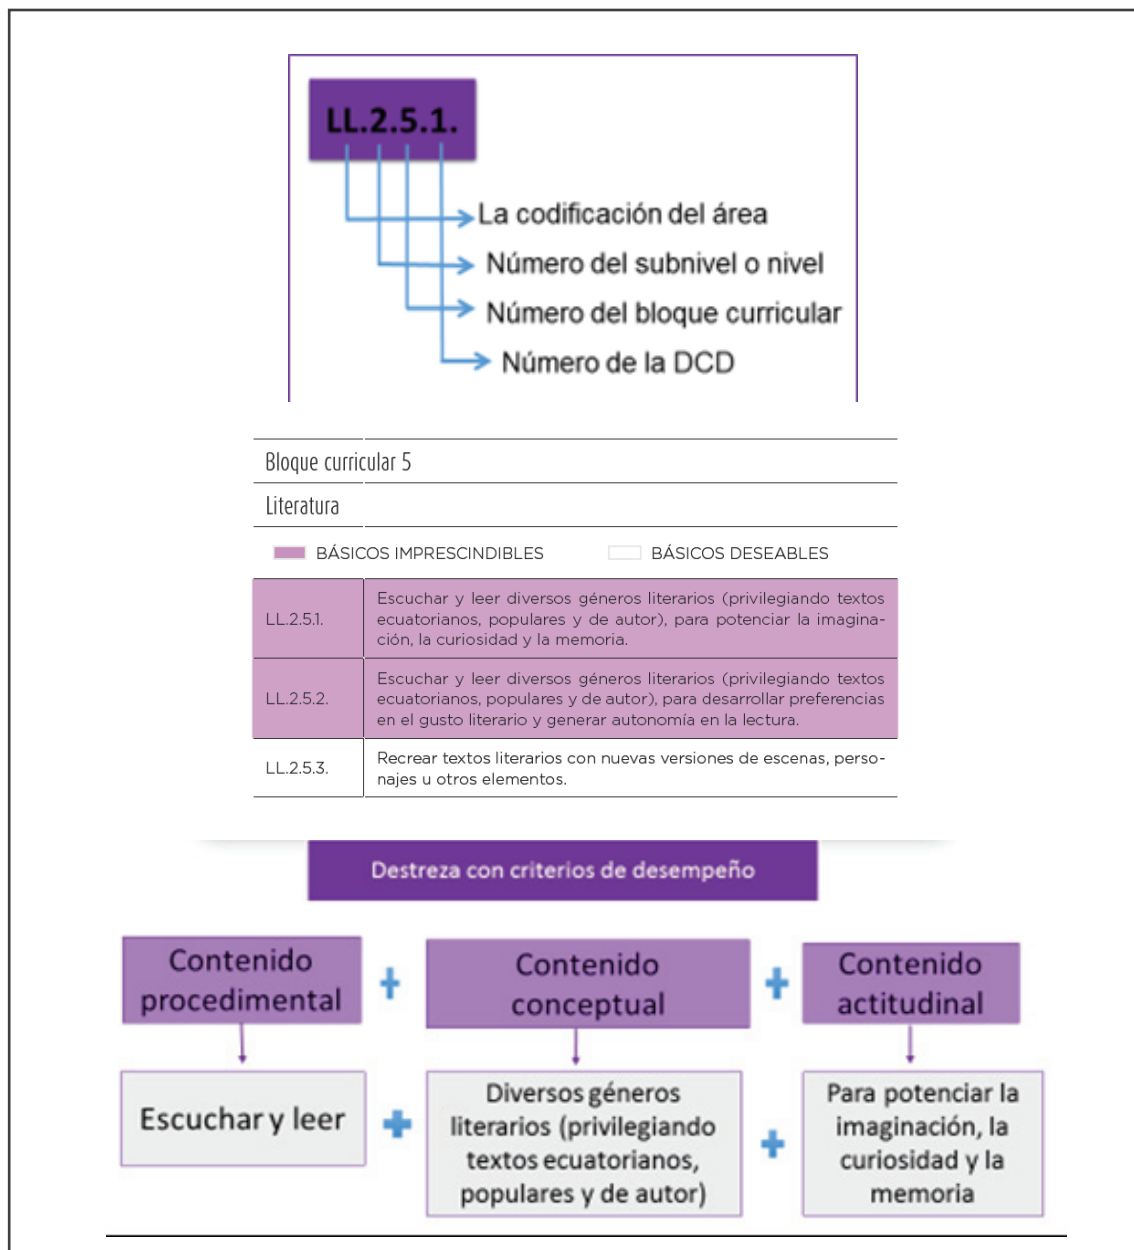 LL.2.5.1.
La codificación del área
Número del subnivel o nivel
Número del bloque curricular
Número de la DCD
Bloque curricular 5
Literatura
BÁSICOS IMPRESCINDIBLES
BÁSICOS DESEABLES
LL.2.5.1.
Escuchar y leer diversos géneros literarios (privilegiando textos
ecuatorianos, populares y de autor), para potenciar la imagina-
ción, la curiosidad y la memoria.
LL.2.5.2.
Escuchar y leer diversos géneros literarios (privilegiando textos
ecuatorianos, populares y de autor), para desarrollar preferencias
en el gusto literario y generar autonomía en la lectura.
LL.2.5.3.
Recrear textos literarios con nuevas versiones de escenas, perso-
najes u otros elementos.
Destreza con criterios de desempeño
Contenido
procedimental
+
Contenido
conceptual
+
Contenido
actitudinal
Escuchar y leer
+
Diversos géneros
literarios (privilegiando
textos ecuatorianos,
populares y de autor)
+
Para potenciar la
imaginación, la
curiosidad y la
memoria